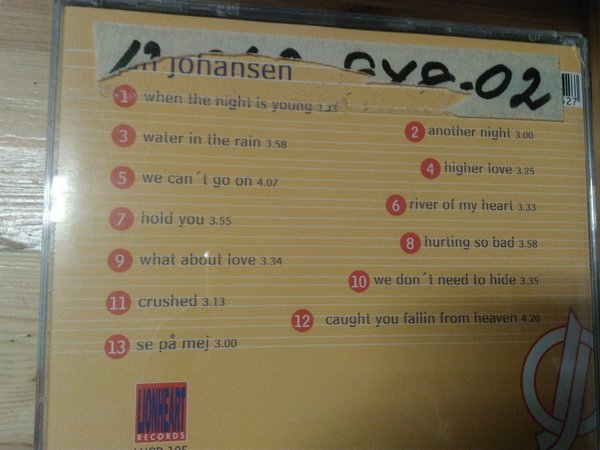 johansen
-02
1 when the night is young 3.33
2 another night 3.00
3 water in the rain 3.58
4 higher love 3.25
5 we can´t go on 4.07
6 river of my heart 3.33
7 hold you 3.55
8 hurting so bad 3.58
9 what about love 3.34
10 we don´t need to hide 3.35
11 crushed 3.13
12 caught you fallin from heaven 4.20
13 se på mej 3.00
LIONHEART
RECORDS